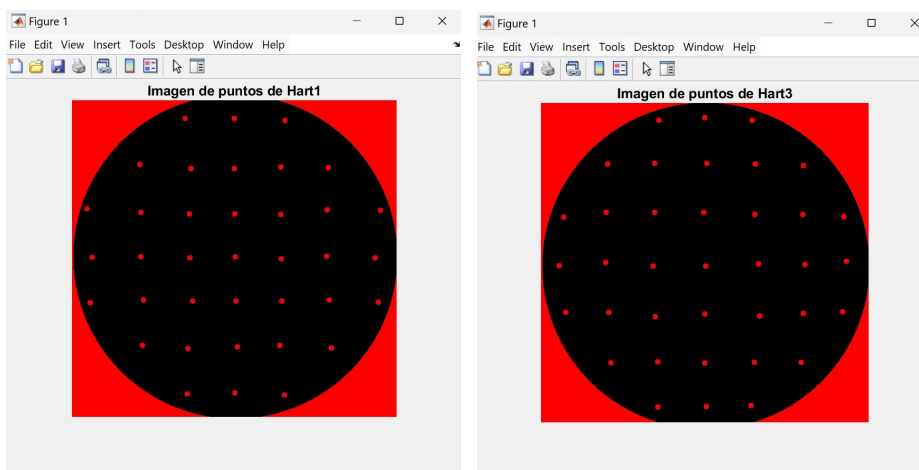 Figure 1
File Edit View Insert Tools Desktop Window Help
Imagen de puntos de Hart1
Figure 1
File Edit View Insert Tools Desktop Window Help
Imagen de puntos de Hart3